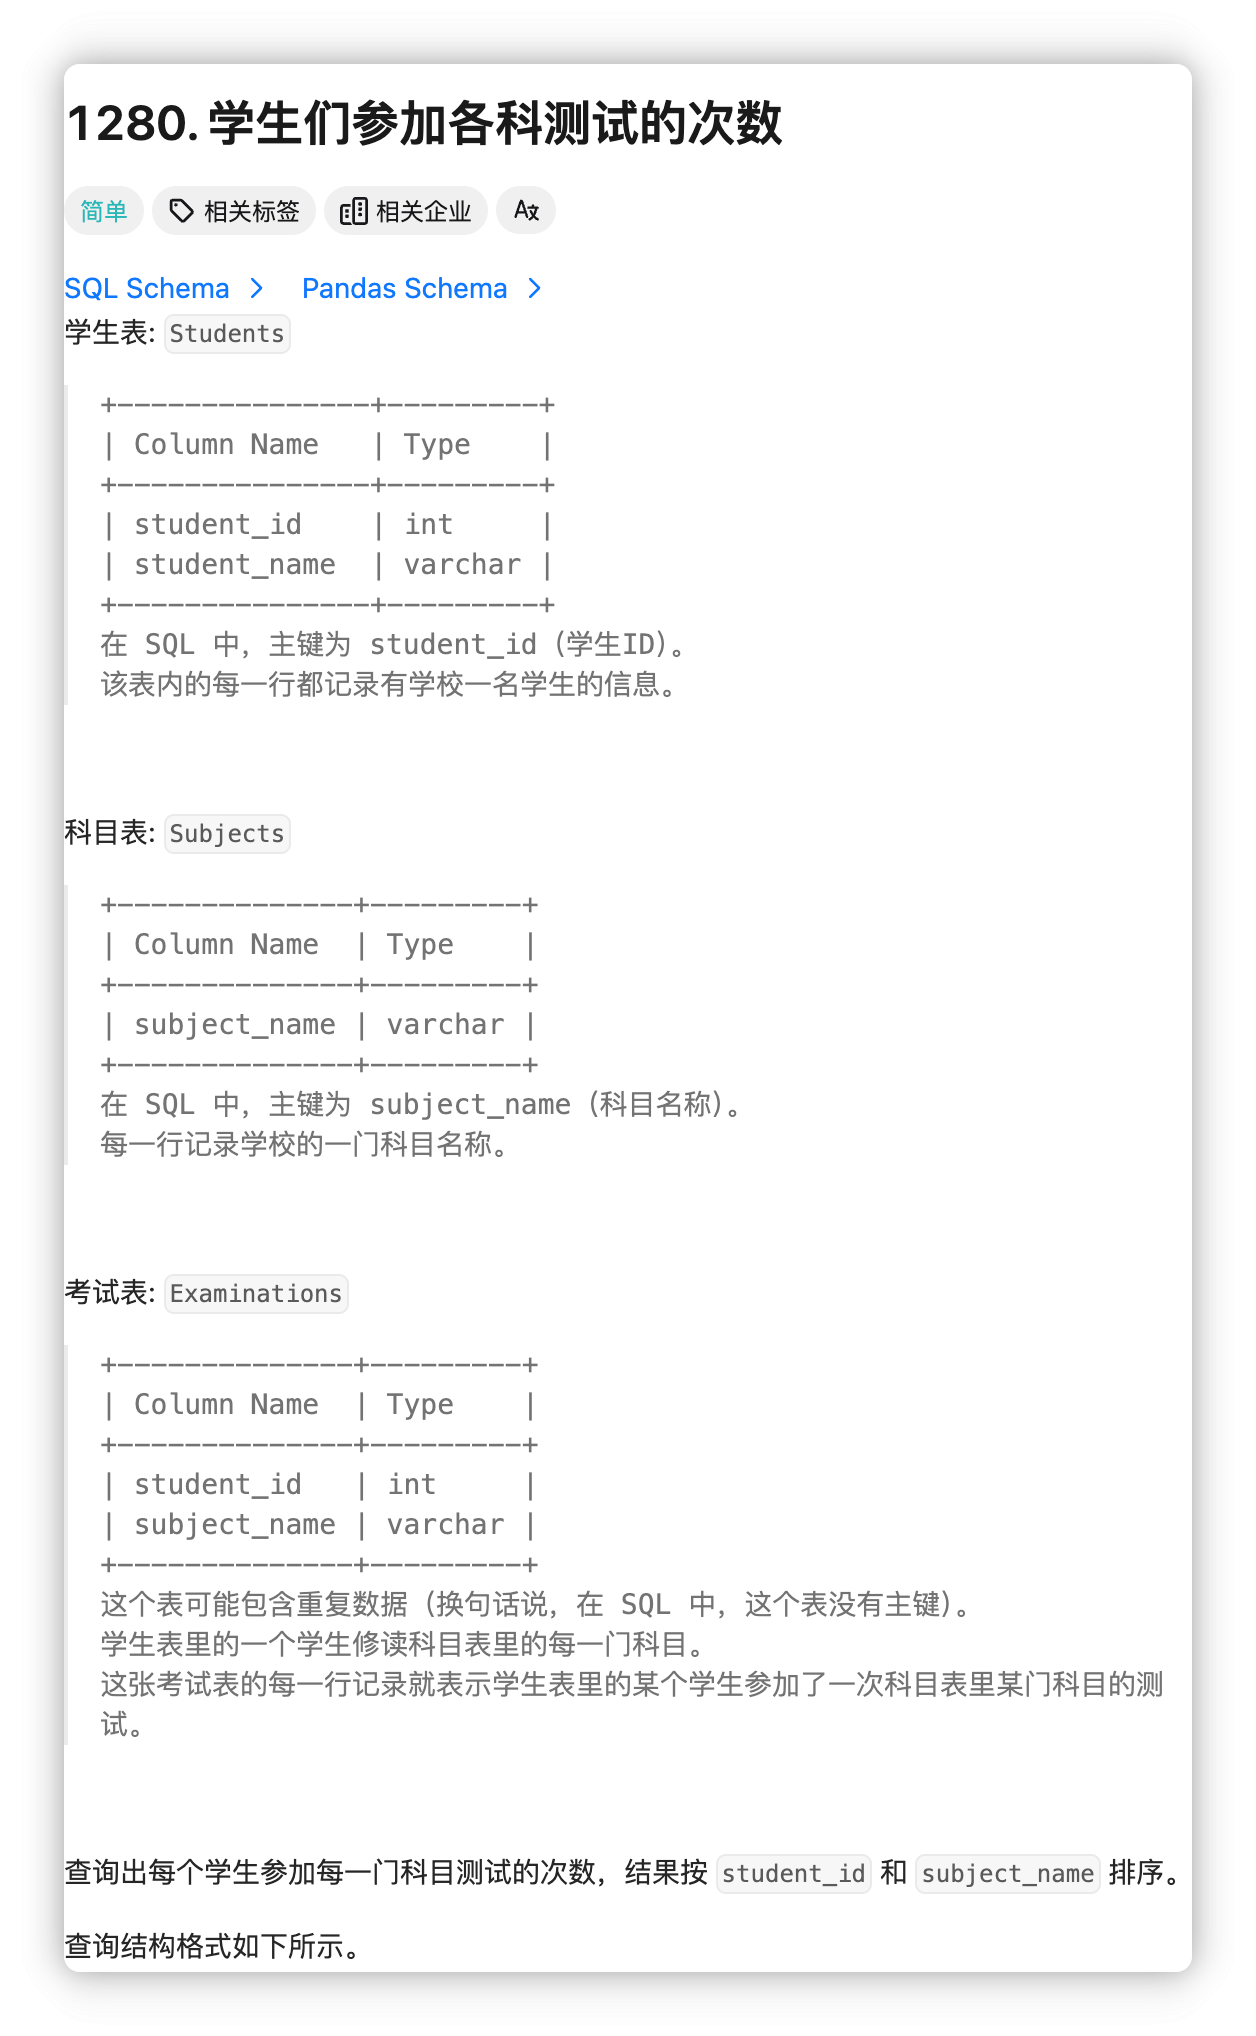 1280. 学生们参加各科测试的次数
简单 相关标签 相关企业
SQL Schema > Pandas Schema >
学生表: Students
+---------------+---------+
| Column Name   | Type    |
+---------------+---------+
| student_id    | int     |
| student_name  | varchar |
+---------------+---------+
在 SQL 中，主键为 student_id（学生ID）。
该表内的每一行都记录有学校一名学生的信息。
科目表: Subjects
+--------------+---------+
| Column Name  | Type    |
+--------------+---------+
| subject_name | varchar |
+--------------+---------+
在 SQL 中，主键为 subject_name（科目名称）。
每一行记录学校的一门科目名称。
考试表: Examinations
+--------------+---------+
| Column Name  | Type    |
+--------------+---------+
| student_id   | int     |
| subject_name | varchar |
+--------------+---------+
这个表可能包含重复数据（换句话说，在 SQL 中，这个表没有主键）。
学生表里的一个学生修读科目表里的每一门科目。
这张考试表的每一行记录就表示学生表里的某个学生参加了一次科目表里某门科目的测
试。
查询出每个学生参加每一门科目测试的次数，结果按 student_id 和 subject_name 排序。
查询结构格式如下所示。